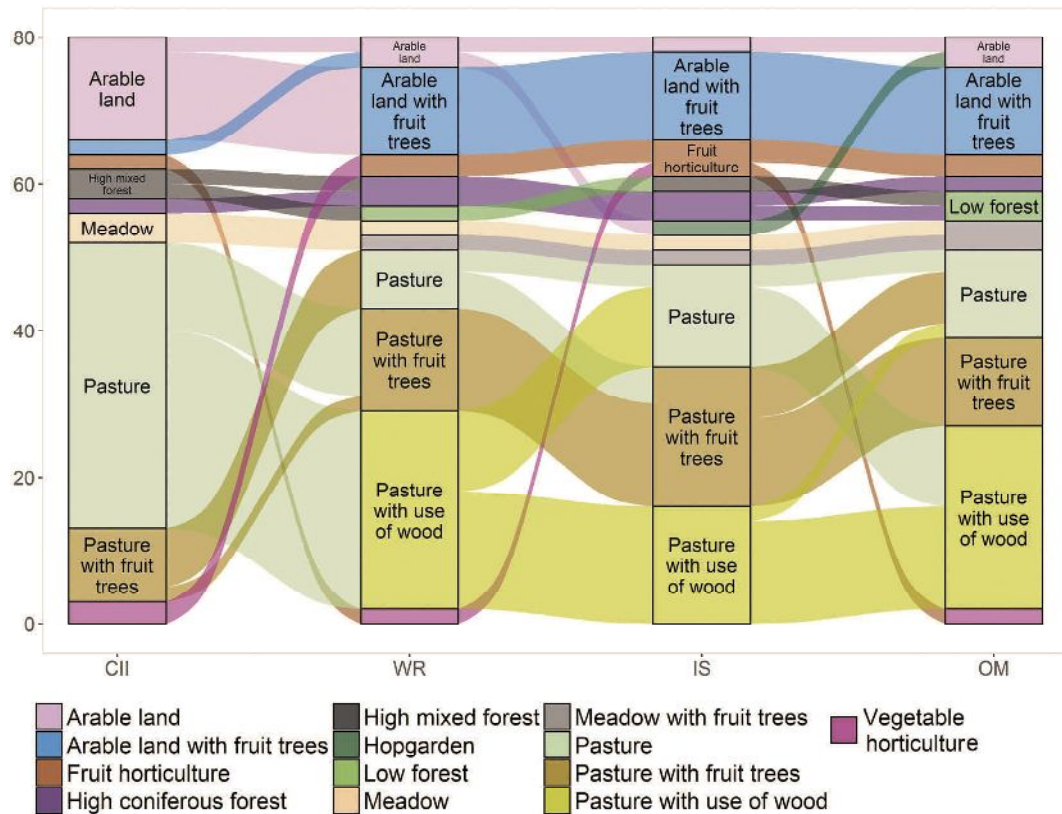 80
60
40
20
0
Arable
land
High mixed
forest
Meadow
Pasture
Pasture
with fruit
trees
Arable
land
Arable
land with
fruit
trees
Pasture
Pasture
with fruit
trees
Pasture
with use
of wood
Arable
land with
fruit
trees
Fruit
horticulture
Pasture
Pasture
with fruit
trees
Pasture
with use
of wood
Arable
land
Arable
land with
fruit
trees
Low forest
Pasture
Pasture
with fruit
trees
Pasture
with use
of wood
CII
WR
IS
OM
Arable land
Arable land with fruit trees
Fruit horticulture
High coniferous forest
High mixed forest
Hopgarden
Low forest
Meadow
Meadow with fruit trees
Pasture
Pasture with fruit trees
Pasture with use of wood
Vegetable
horticulture